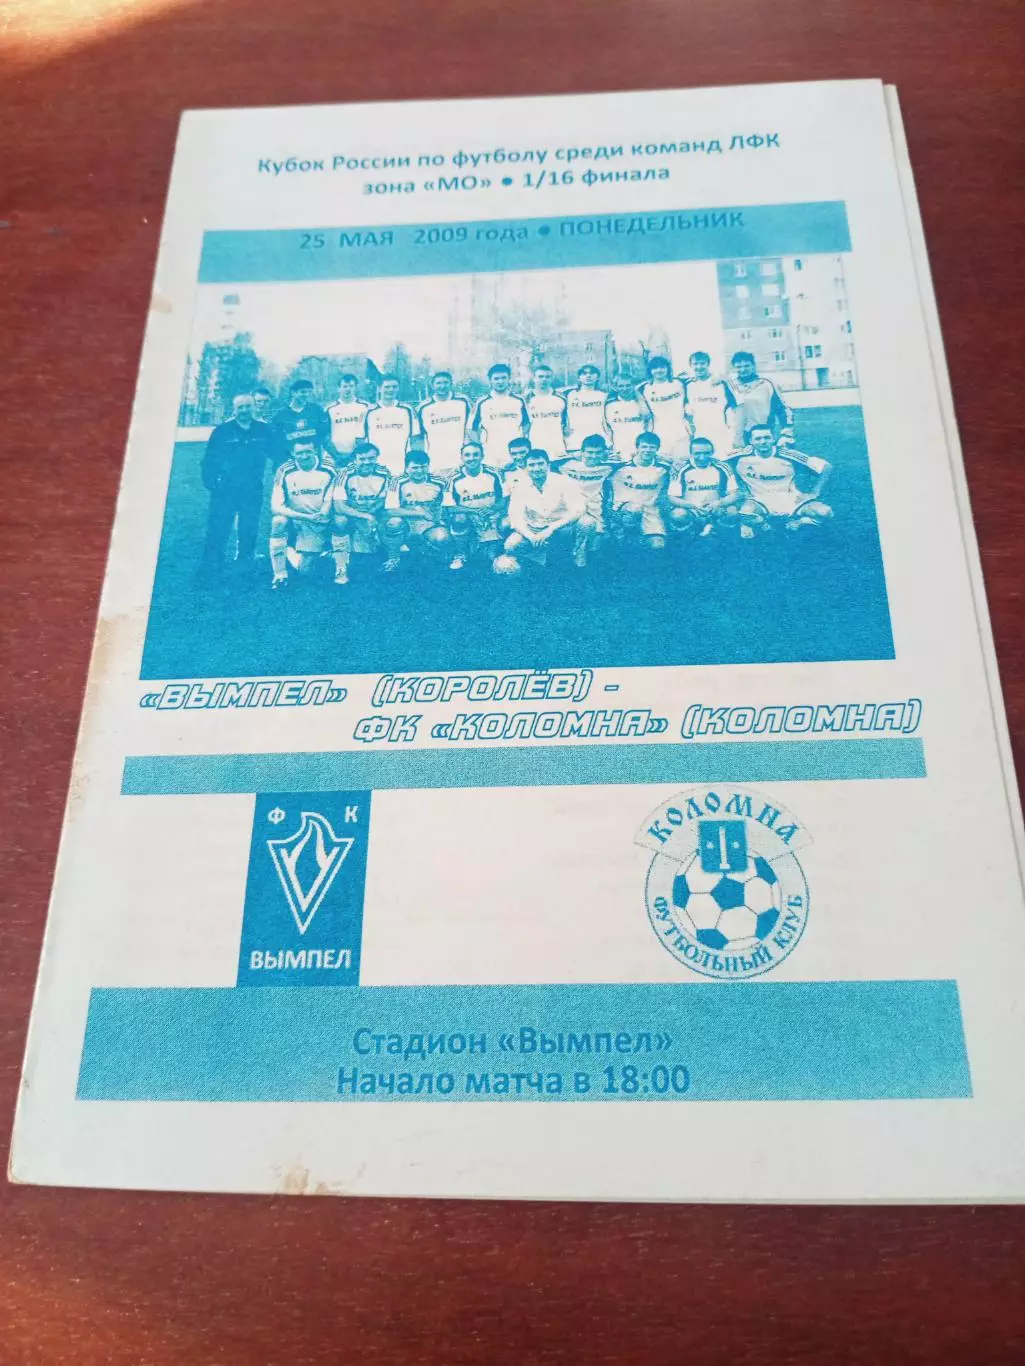 Кубок России по футболу среди команд ЛФК
зона «МО» ● 1/16 финала
25 МАЯ 2009 года ● ПОНЕДЕЛЬНИК
«ВЫМПЕЛ» (КОРОЛЁВ) -
ФК «КОЛОМНА» (КОЛОМНА)
Ф К
ВЫМПЕЛ
КОЛОМНА
ФУТБОЛЬНЫЙ КЛУБ
Стадион «Вымпел»
Начало матча в 18:00